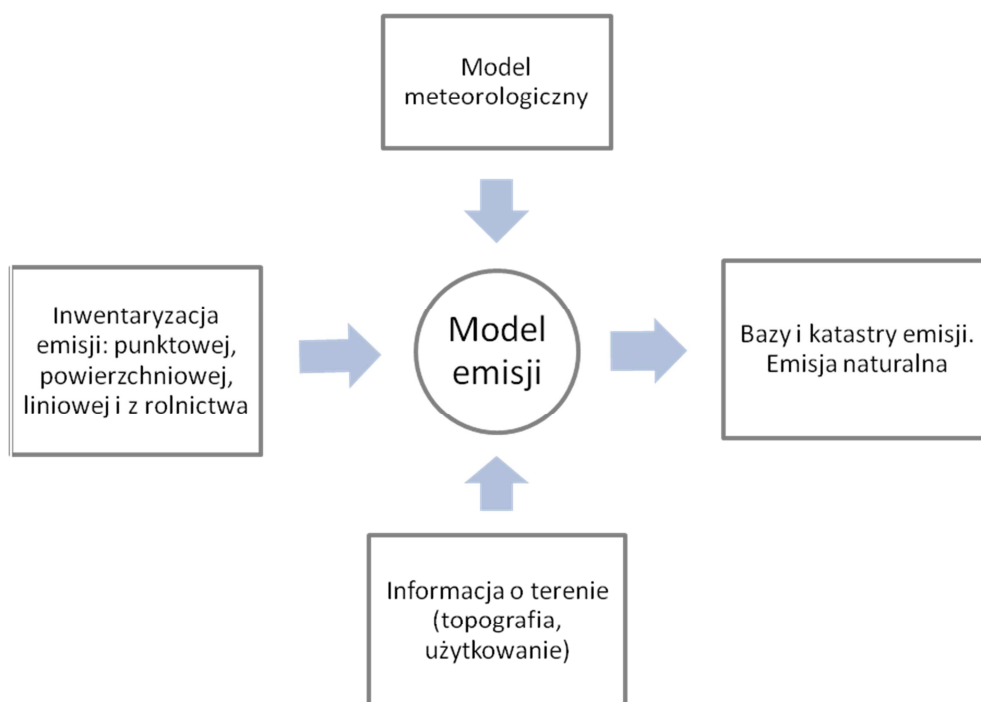 Model
meteorologiczny
Inwentaryzacja
emisji: punktowej,
powierzchniowej,
liniowej i z rolnictwa
Model
emisji
Bazy i katastry emisji.
Emisja naturalna
Informacja o terenie
(topografia,
użytkowanie)